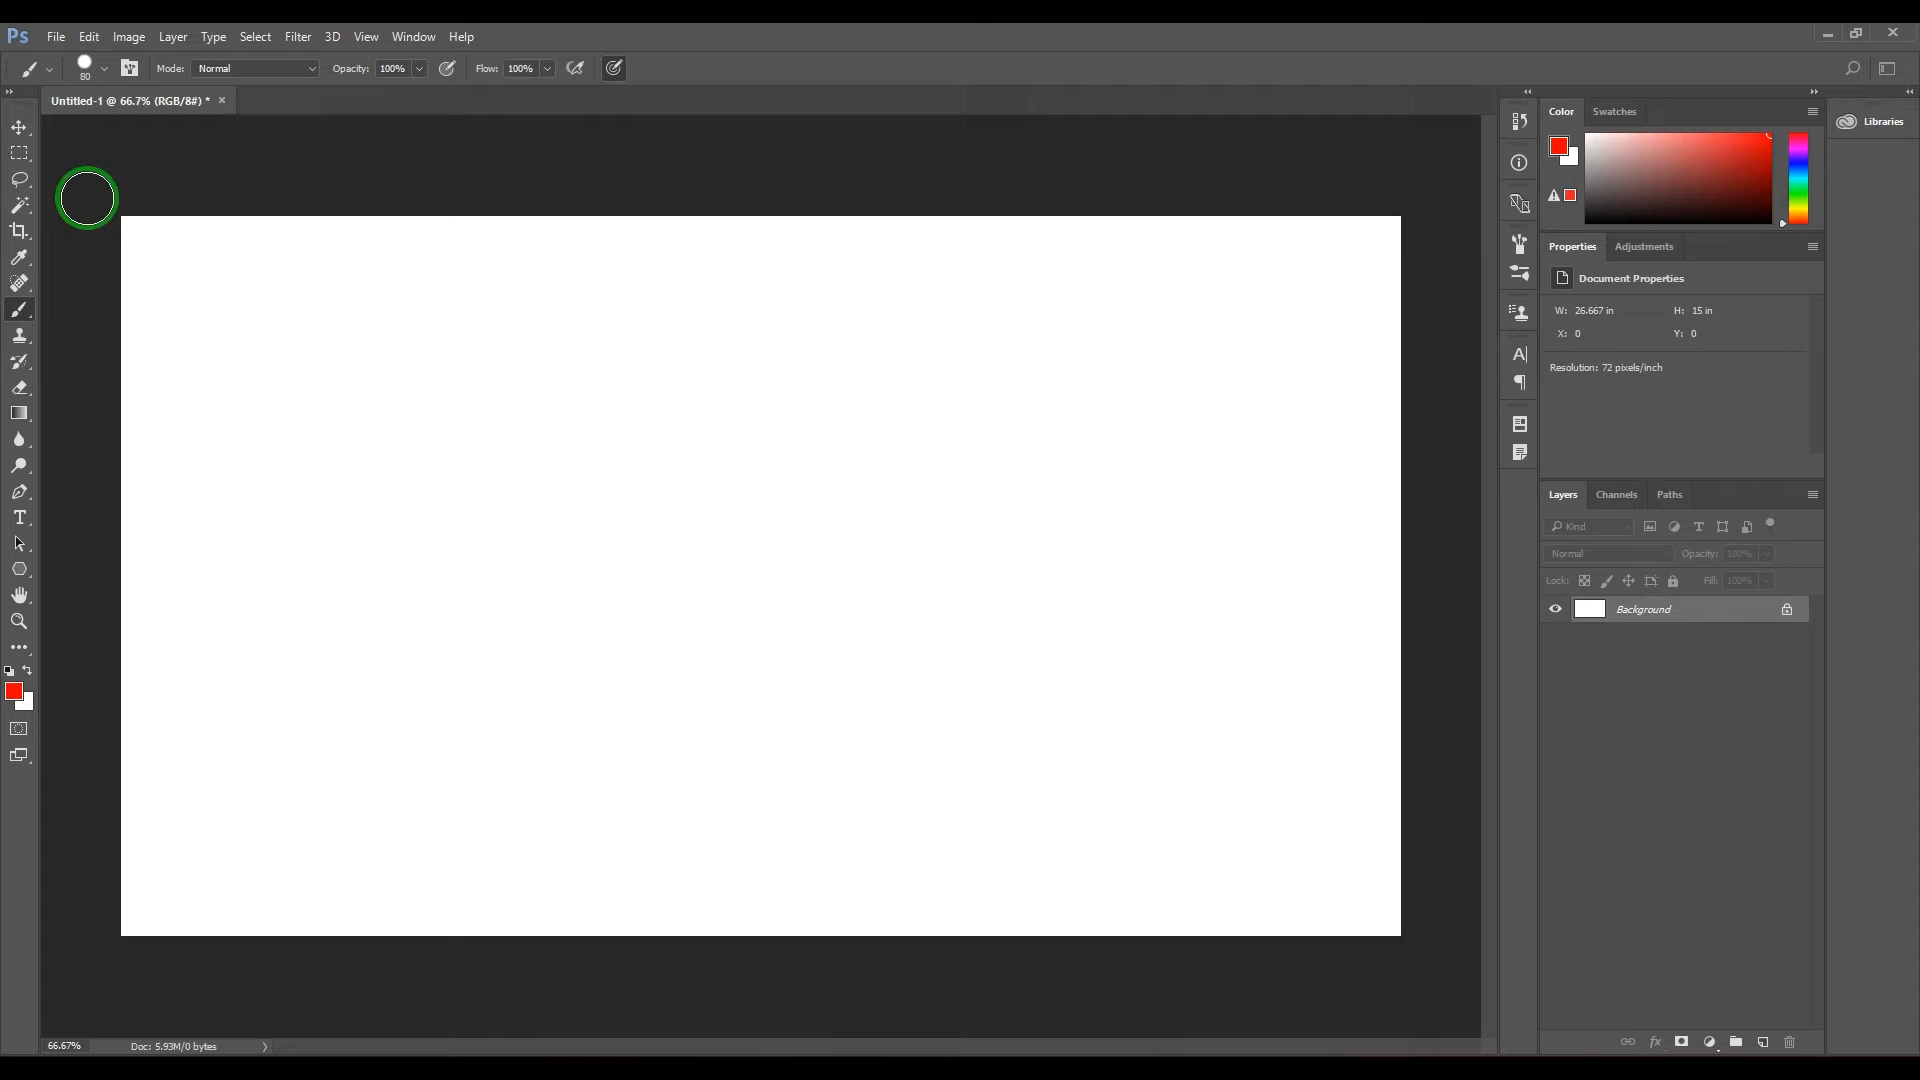 Ps File Edit Image Layer Type Select Filter 3D View Window Help
80 Mode: Normal Opacity: 100% Flow: 100%
Untitled-1 @ 66.7% (RGB/8#) * ×
Color Swatches
Libraries
Properties Adjustments
Document Properties
W: 26.667 in H: 15 in
X: 0 Y: 0
Resolution: 72 pixels/inch
Layers Channels Paths
Kind
Normal Opacity: 100%
Lock: Fill: 100%
Background
66.67% Doc: 5.93M/0 bytes